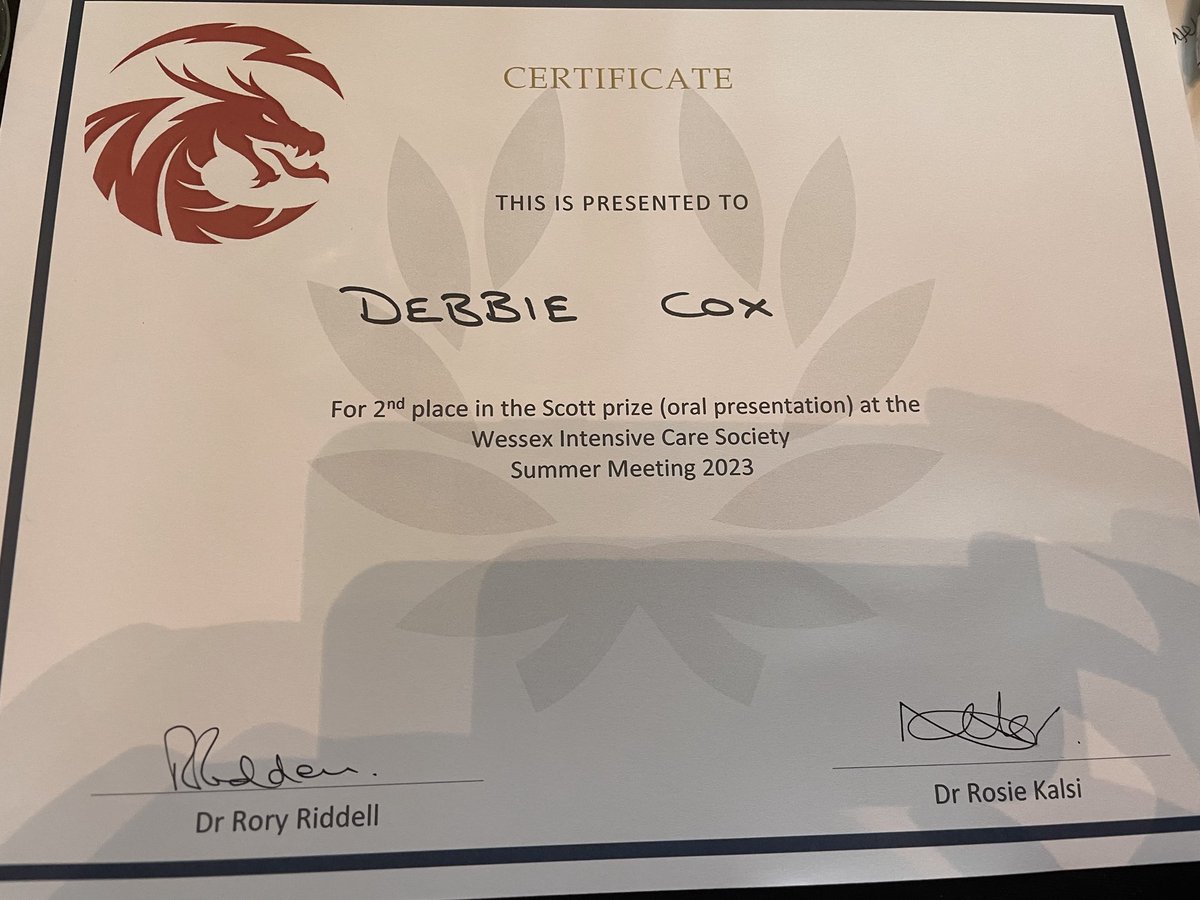 CERTIFICATE
THIS IS PRESENTED TO
DEBBIE COX
For 2nd place in the Scott prize (oral presentation) at the
Wessex Intensive Care Society
Summer Meeting 2023
Dr Rory Riddell
Dr Rosie Kalsi